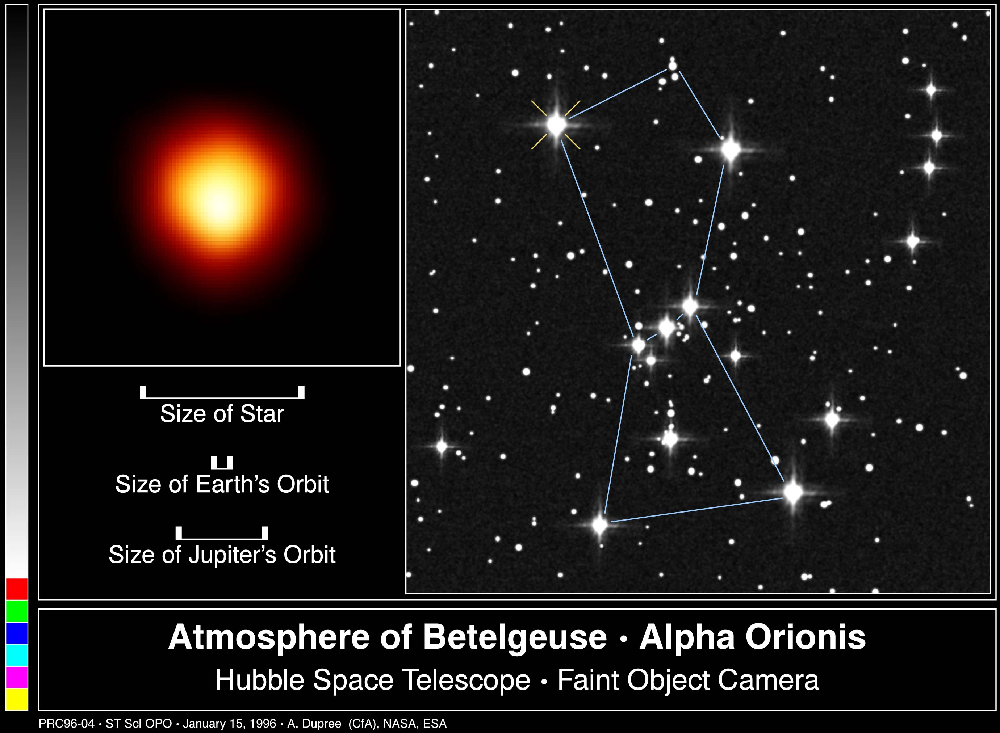 Size of Star
Size of Earth’s Orbit
Size of Jupiter’s Orbit
Atmosphere of Betelgeuse • Alpha Orionis
Hubble Space Telescope • Faint Object Camera
PRC96-04 • ST ScI OPO • January 15, 1996 • A. Dupree (CfA), NASA, ESA